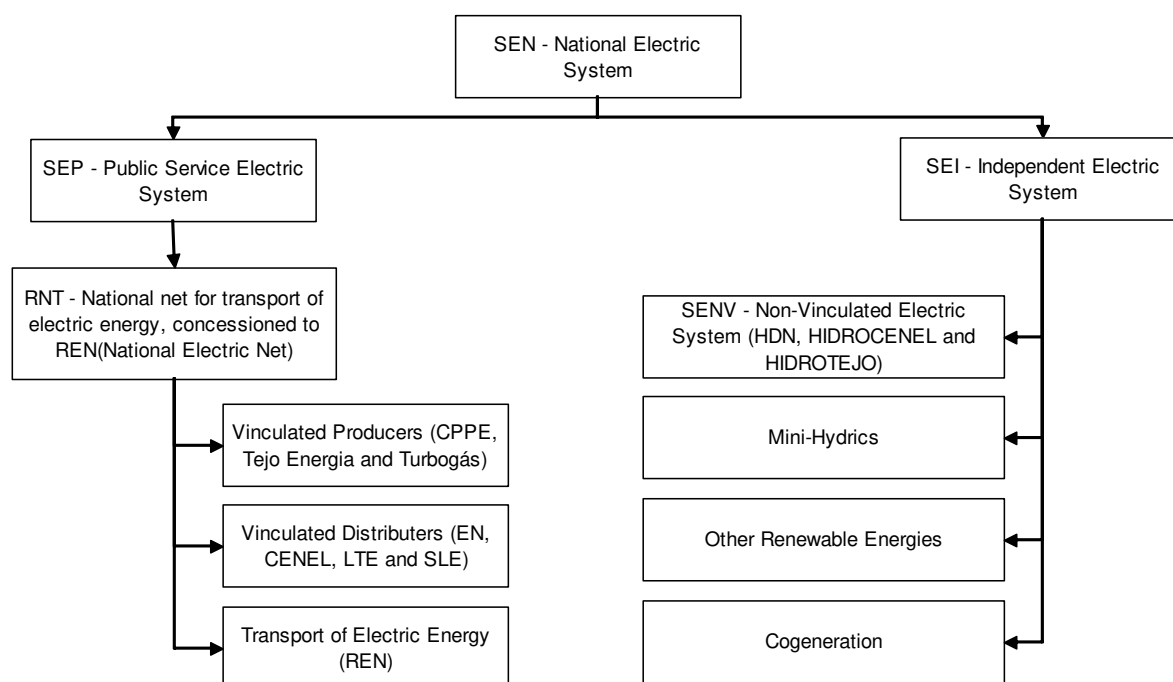 SEN - National Electric
System
SEP - Public Service Electric
System
SEI - Independent Electric
System
RNT - National net for transport of
electric energy, concessioned to
REN(National Electric Net)
SENV - Non-Vinculated Electric
System (HDN, HIDROCENEL and
HIDROTEJO)
Vinculated Producers (CPPE,
Tejo Energia and Turbogás)
Mini-Hydrics
Vinculated Distributers (EN,
CENEL, LTE and SLE)
Other Renewable Energies
Transport of Electric Energy
(REN)
Cogeneration